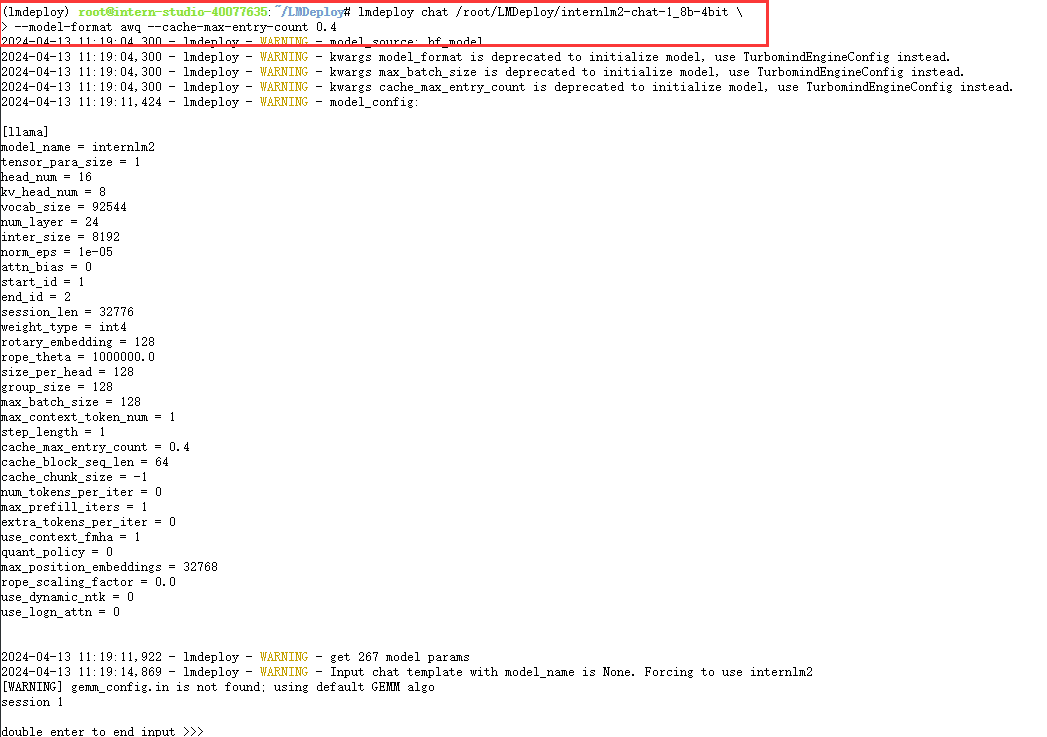 (lmdeploy) root@intern-studio-40077635:~/LMDeploy# lmdeploy chat /root/LMDeploy/internlm2-chat-1_8b-4bit \
> --model-format awq --cache-max-entry-count 0.4
2024-04-13 11:19:04,300 - lmdeploy - WARNING - model_source: hf_model
2024-04-13 11:19:04,300 - lmdeploy - WARNING - kwargs model_format is deprecated to initialize model, use TurbomindEngineConfig instead.
2024-04-13 11:19:04,300 - lmdeploy - WARNING - kwargs max_batch_size is deprecated to initialize model, use TurbomindEngineConfig instead.
2024-04-13 11:19:04,300 - lmdeploy - WARNING - kwargs cache_max_entry_count is deprecated to initialize model, use TurbomindEngineConfig instead.
2024-04-13 11:19:11,424 - lmdeploy - WARNING - model_config:

[llama]
model_name = internlm2
tensor_para_size = 1
head_num = 16
kv_head_num = 8
vocab_size = 92544
num_layer = 24
inter_size = 8192
norm_eps = 1e-05
attn_bias = 0
start_id = 1
end_id = 2
session_len = 32776
weight_type = int4
rotary_embedding = 128
rope_theta = 1000000.0
size_per_head = 128
group_size = 128
max_batch_size = 128
max_context_token_num = 1
step_length = 1
cache_max_entry_count = 0.4
cache_block_seq_len = 64
cache_chunk_size = -1
num_tokens_per_iter = 0
max_prefill_iters = 1
extra_tokens_per_iter = 0
use_context_fmha = 1
quant_policy = 0
max_position_embeddings = 32768
rope_scaling_factor = 0.0
use_dynamic_ntk = 0
use_logn_attn = 0

2024-04-13 11:19:11,922 - lmdeploy - WARNING - get 267 model params
2024-04-13 11:19:14,869 - lmdeploy - WARNING - Input chat template with model_name is None. Forcing to use internlm2
[WARNING] gemm_config.in is not found; using default GEMM algo
session 1

double enter to end input >>>